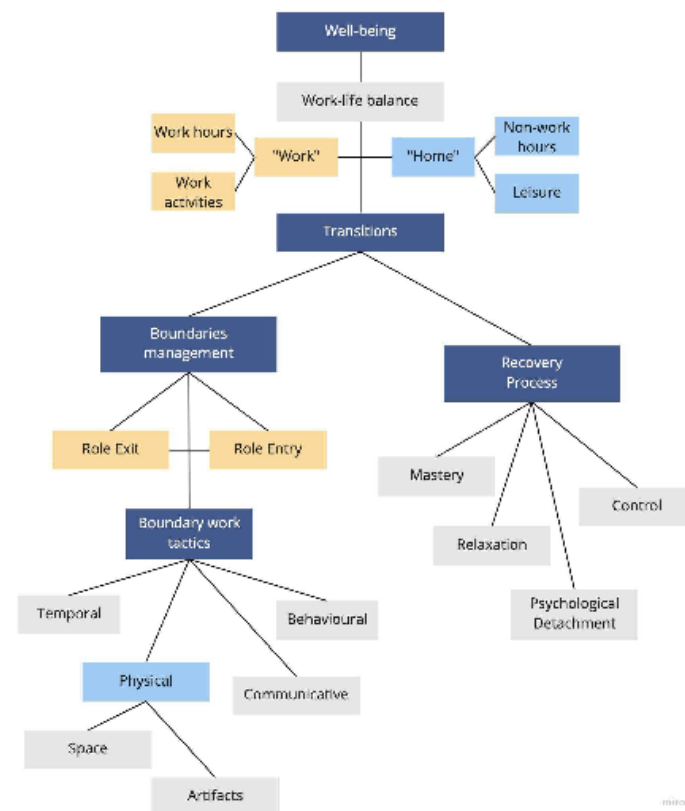 Well-being
Work-life balance
Work hours
"Work"
"Home"
Non-work
hours
Work
activities
Leisure
Transitions
Boundaries
management
Recovery
Process
Role Exit
Role Entry
Mastery
Control
Boundary work
tactics
Relaxation
Temporal
Behavioural
Psychological
Detachment
Physical
Communicative
Space
Artifacts
miro